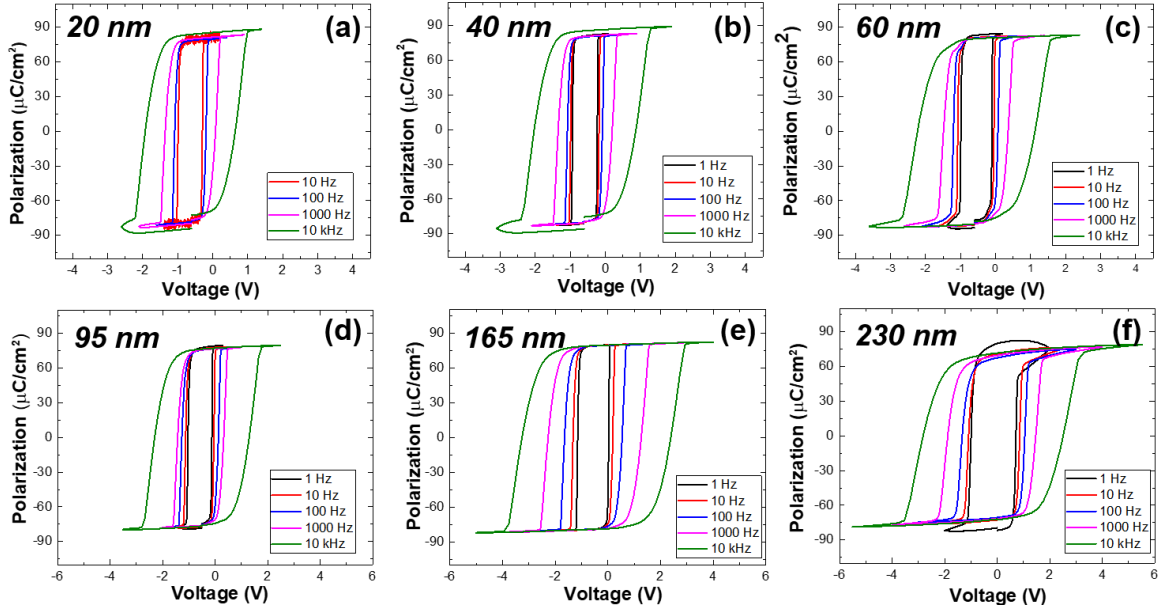 20 nm
(a)
Polarization (μC/cm²)
90
60
30
0
-30
-60
-90
10 Hz
100 Hz
1000 Hz
10 kHz
-4 -3 -2 -1 0 1 2 3 4
Voltage (V)
40 nm
(b)
Polarization (μC/cm²)
90
60
30
0
-30
-60
-90
1 Hz
10 Hz
100 Hz
1000 Hz
10 kHz
-4 -3 -2 -1 0 1 2 3 4
Voltage (V)
60 nm
(c)
Polarization (μC/cm²)
90
60
30
0
-30
-60
-90
1 Hz
10 Hz
100 Hz
1000 Hz
10 kHz
-4 -3 -2 -1 0 1 2 3 4
Voltage (V)
95 nm
(d)
Polarization (μC/cm²)
90
60
30
0
-30
-60
-90
1 Hz
10 Hz
100 Hz
1000 Hz
10 kHz
-6 -4 -2 0 2 4 6
Voltage (V)
165 nm
(e)
Polarization (μC/cm²)
90
60
30
0
-30
-60
-90
1 Hz
10 Hz
100 Hz
1000 Hz
10 kHz
-6 -4 -2 0 2 4 6
Voltage (V)
230 nm
(f)
Polarization (μC/cm²)
90
60
30
0
-30
-60
-90
1 Hz
10 Hz
100 Hz
1000 Hz
10 kHz
-6 -4 -2 0 2 4 6
Voltage (V)